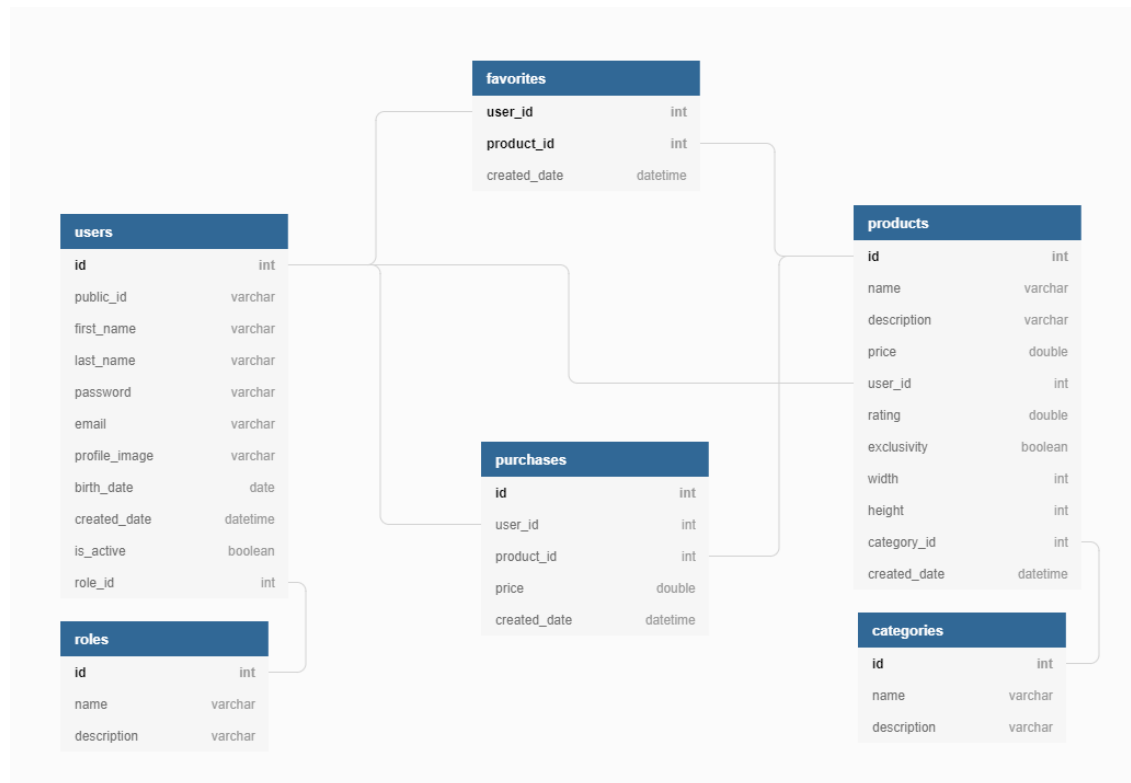 favorites
user_id int
product_id int
created_date datetime
users
id int
public_id varchar
first_name varchar
last_name varchar
password varchar
email varchar
profile_image varchar
birth_date date
created_date datetime
is_active boolean
role_id int
products
id int
name varchar
description varchar
price double
user_id int
rating double
exclusivity boolean
width int
height int
category_id int
created_date datetime
purchases
id int
user_id int
product_id int
price double
created_date datetime
roles
id int
name varchar
description varchar
categories
id int
name varchar
description varchar